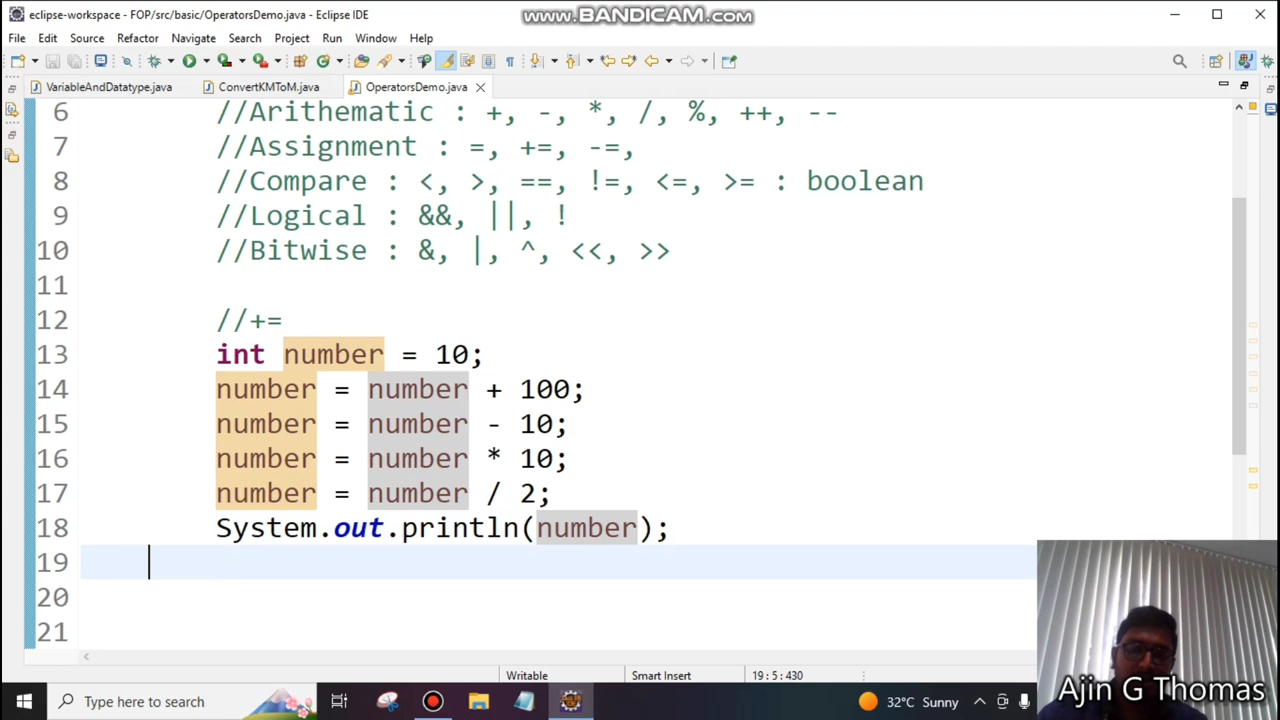 eclipse-workspace - FOP/src/basic/OperatorsDemo.java - Eclipse IDE
www.BANDICAM.com
File Edit Source Refactor Navigate Search Project Run Window Help
VariableAndDatatype.java ConvertKMToM.java OperatorsDemo.java
6 //Arithematic : +, -, *, /, %, ++, --
7 //Assignment : =, +=, -=,
8 //Compare : <, >, ==, !=, <=, >= : boolean
9 //Logical : &&, ||, !
10 //Bitwise : &, |, ^, <<, >>
11
12 //+=
13 int number = 10;
14 number = number + 100;
15 number = number - 10;
16 number = number * 10;
17 number = number / 2;
18 System.out.println(number);
19
20
21
Writable Smart Insert 19 : 5 : 430
Ajin G Thomas
Type here to search 32°C Sunny